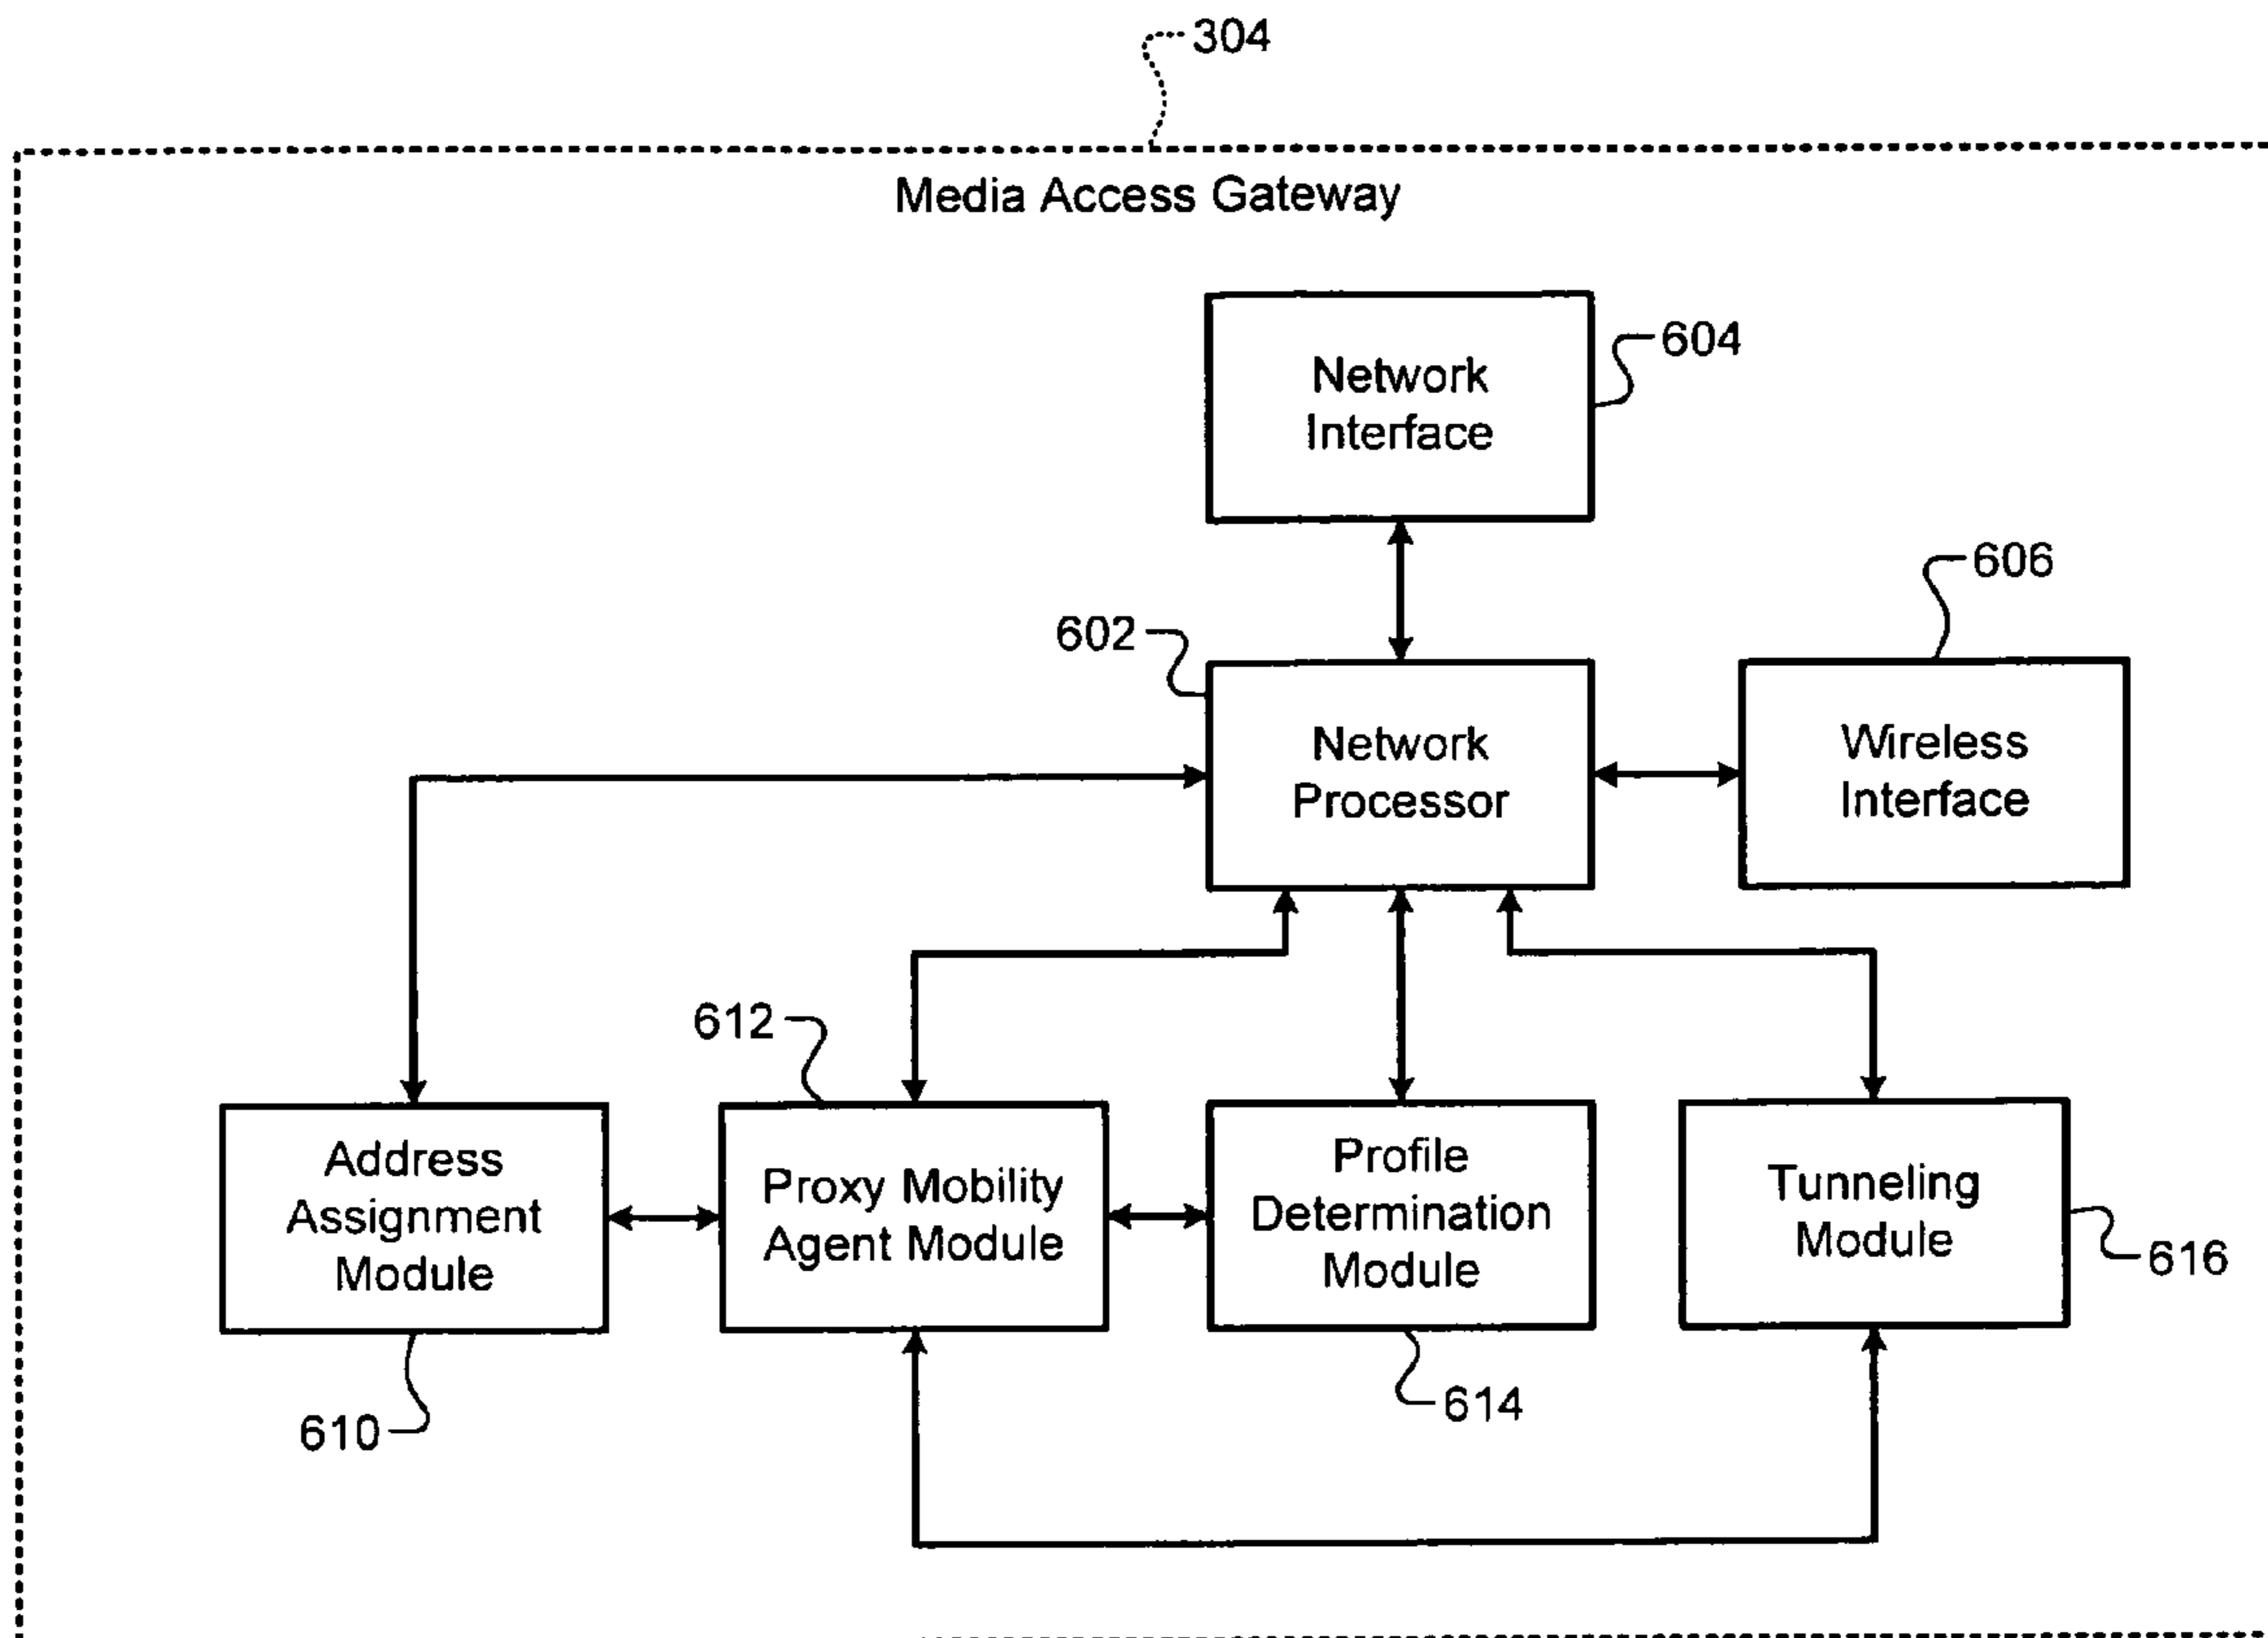 304
Media Access Gateway
Network
Interface
604
606
602
Network
Processor
Wireless
Interface
612
Address
Assignment
Module
Proxy Mobility
Agent Module
Profile
Determination
Module
Tunneling
Module
616
614
610